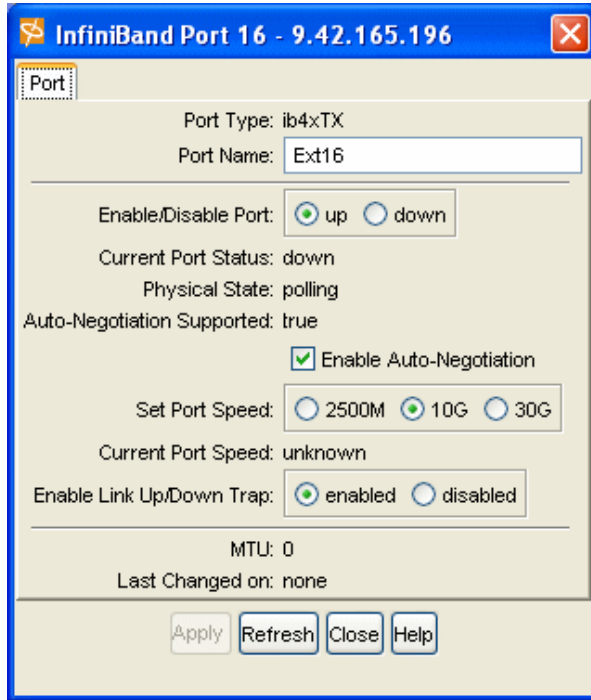 InfiniBand Port 16 - 9.42.165.196
Port
Port Type: ib4xTX
Port Name: Ext16
Enable/Disable Port: up down
Current Port Status: down
Physical State: polling
Auto-Negotiation Supported: true
Enable Auto-Negotiation
Set Port Speed: 2500M 10G 30G
Current Port Speed: unknown
Enable Link Up/Down Trap: enabled disabled
MTU: 0
Last Changed on: none
Apply Refresh Close Help